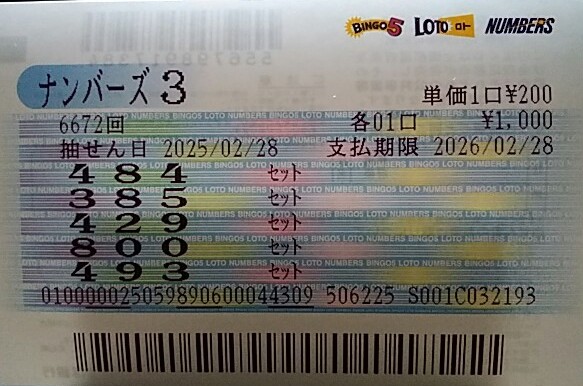 BINGO5 LOTO ロト NUMBERS
ナンバーズ3 単価1口¥200
6672回 各01口 ¥1,000
抽せん日 2025/02/28 支払期限 2026/02/28
484 セット
385 セット
429 セット
800 セット
493 セット
010000025059890600044309 506225 S001C032193